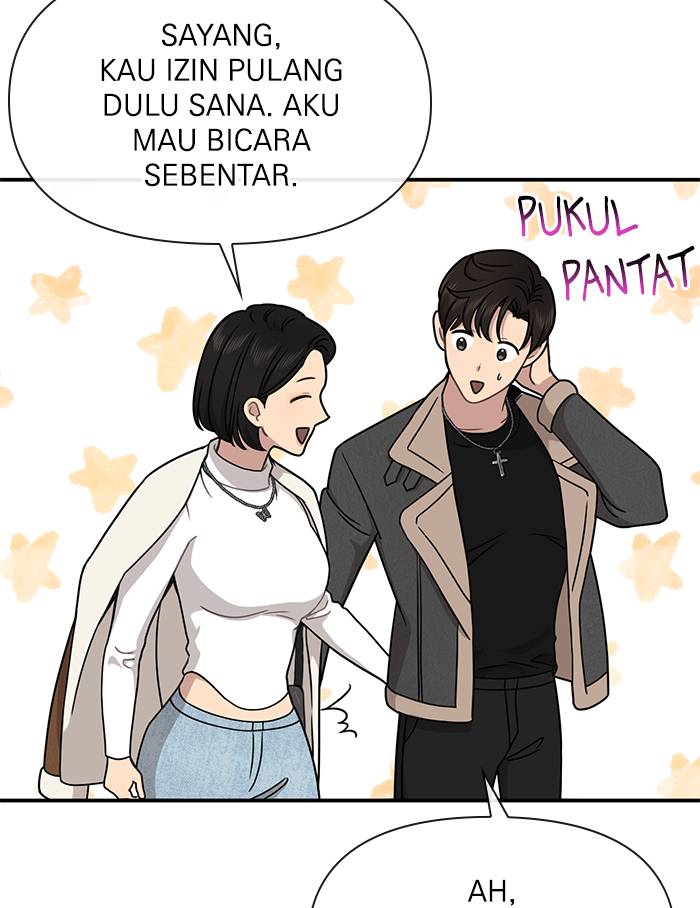 SAYANG,
KAU IZIN PULANG
DULU SANA. AKU
MAU BICARA
SEBENTAR.
PUKUL
PANTAT
AH,